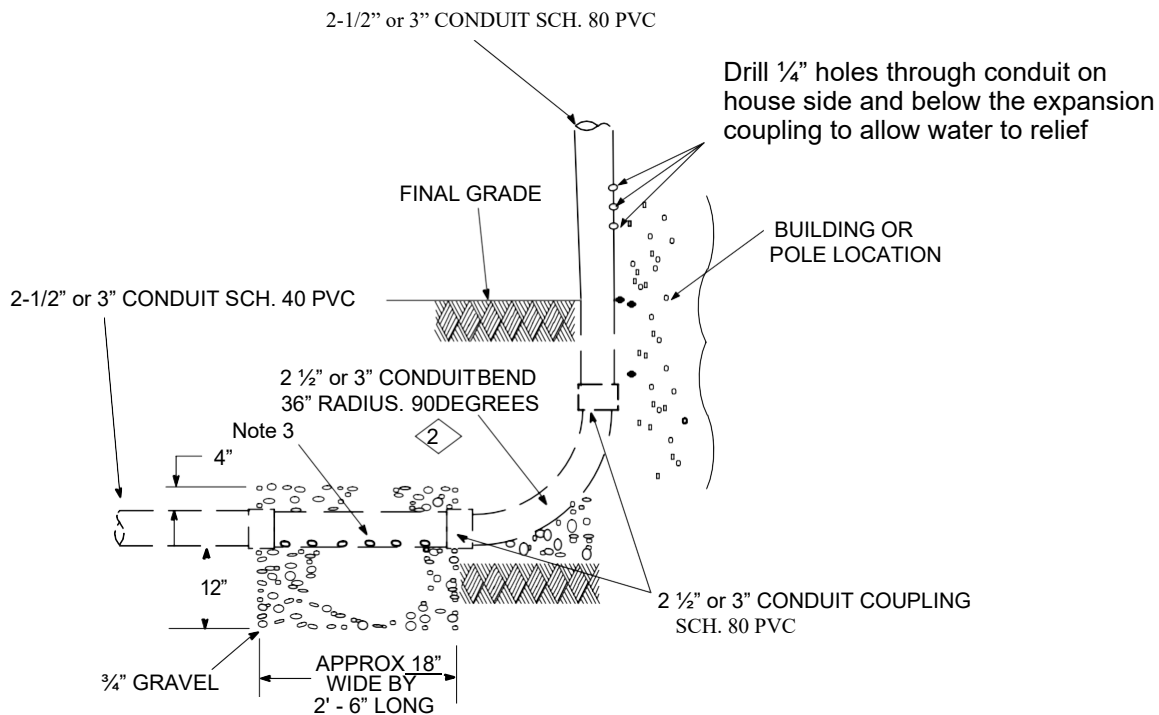 2-1/2” or 3” CONDUIT SCH. 80 PVC
Drill ¼” holes through conduit on
house side and below the expansion
coupling to allow water to relief
FINAL GRADE
BUILDING OR
POLE LOCATION
2-1/2” or 3” CONDUIT SCH. 40 PVC
2 ½” or 3” CONDUIT BEND
36” RADIUS. 90DEGREES
Note 3
2
4”
12”
2 ½” or 3” CONDUIT COUPLING
SCH. 80 PVC
¾” GRAVEL
APPROX 18”
WIDE BY
2' - 6” LONG